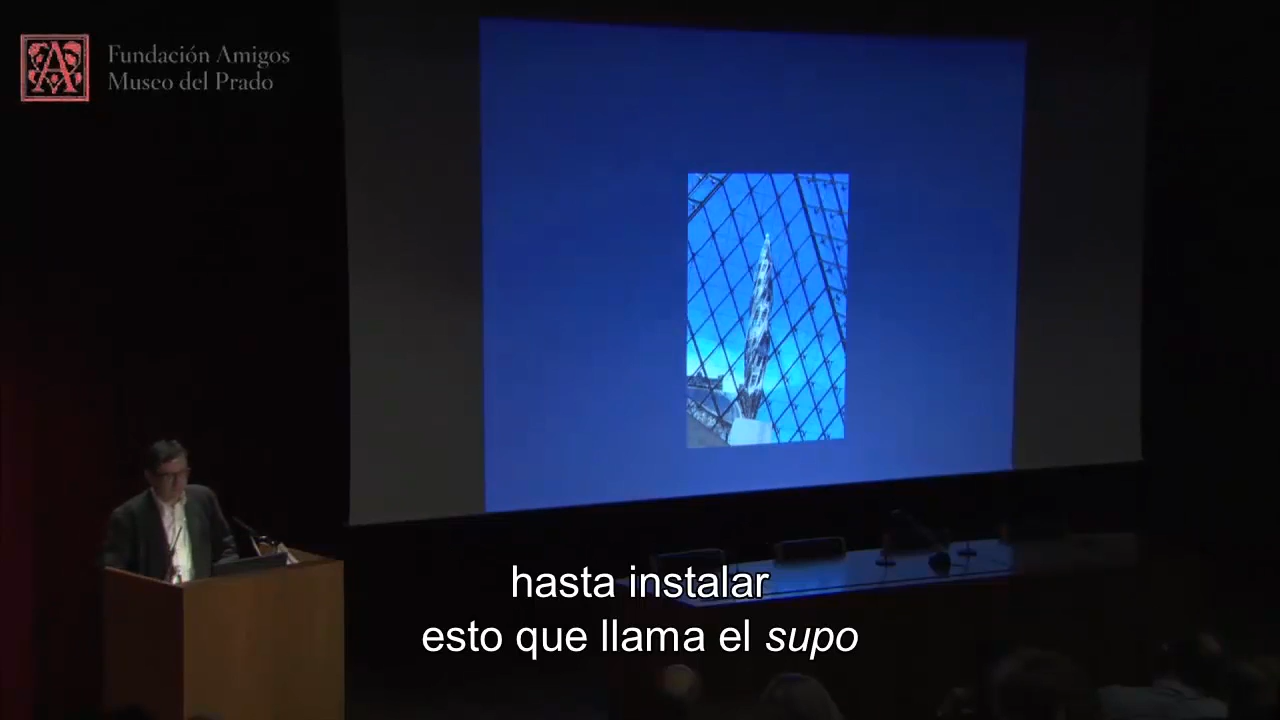 Fundación Amigos
Museo del Prado
hasta instalar
esto que llama el supo